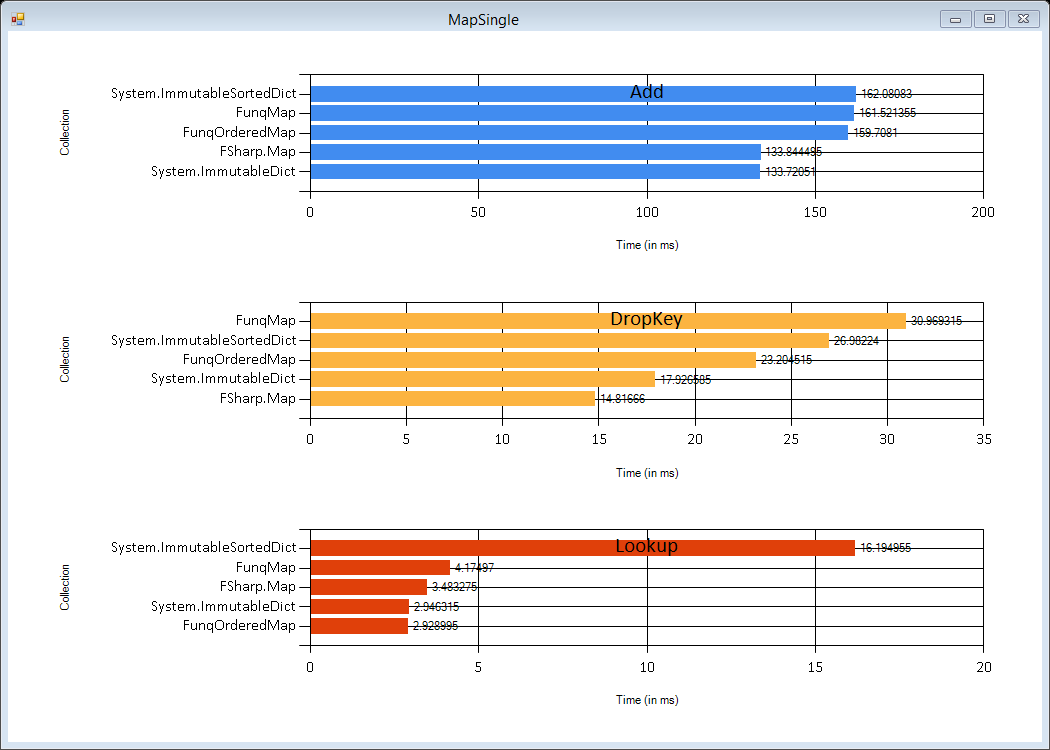 MapSingle
Add
Collection
System.ImmutableSortedDict 162.08083
FunqMap 161.521355
FunqOrderedMap 159.7081
FSharp.Map 133.844495
System.ImmutableDict 133.72051
0 50 100 150 200
Time (in ms)
DropKey
Collection
FunqMap 30.969315
System.ImmutableSortedDict 26.98224
FunqOrderedMap 23.204515
System.ImmutableDict 17.926585
FSharp.Map 14.81666
0 5 10 15 20 25 30 35
Time (in ms)
Lookup
Collection
System.ImmutableSortedDict 16.194955
FunqMap 4.17497
FSharp.Map 3.483275
System.ImmutableDict 2.946315
FunqOrderedMap 2.928995
0 5 10 15 20
Time (in ms)